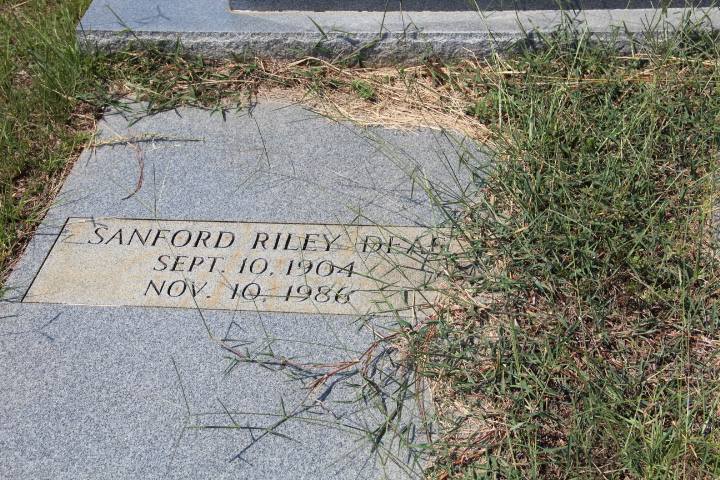 SANFORD RILEY
SEPT. 10, 1904
NOV. 10, 1986